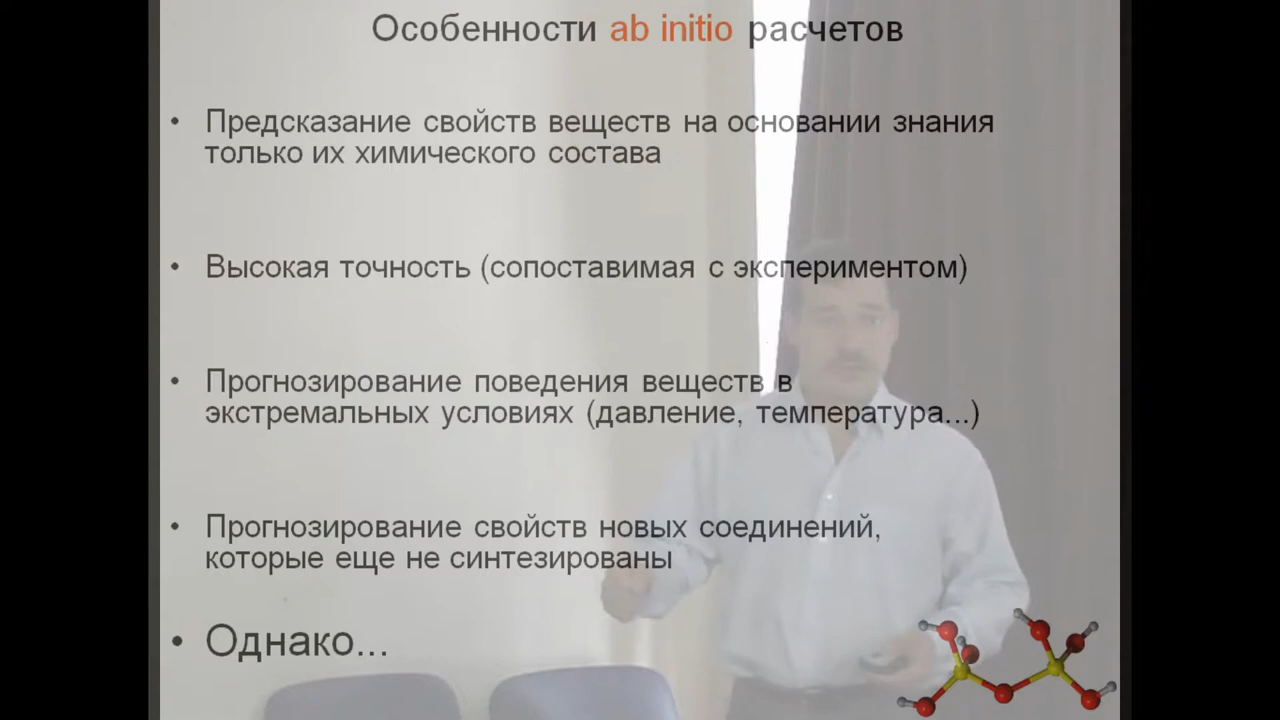 Особенности ab initio расчетов
• Предсказание свойств веществ на основании знания
только их химического состава
• Высокая точность (сопоставимая с экспериментом)
• Прогнозирование поведения веществ в
экстремальных условиях (давление, температура...)
• Прогнозирование свойств новых соединений,
которые еще не синтезированы
• Однако...